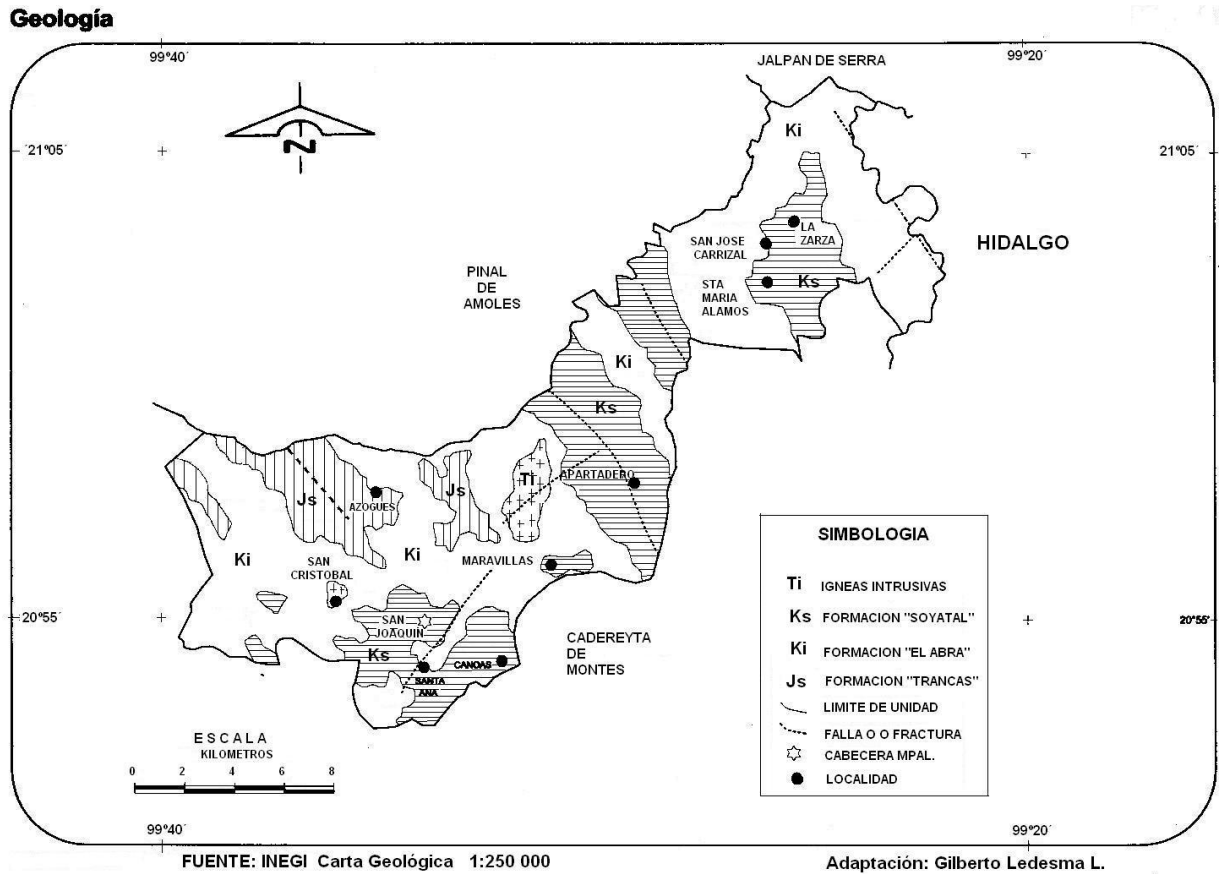 Geología
99°40´
99°20´
JALPAN DE SERRA
Ki
N
21°05´
21°05´
LA
ZARZA
SAN JOSE
CARRIZAL
HIDALGO
PINAL
DE
AMOLES
STA
MARIA
ALAMOS
Ks
Ki
Ks
Ti
APARTADERO
Js
Js
AZOGUES
Ki
Ki
SAN
CRISTOBAL
MARAVILLAS
SAN
JOAQUIN
20°55´
20°55´
Ks
CANOAS
SANTA
ANA
CADEREYTA
DE
MONTES
SIMBOLOGIA
Ti IGNEAS INTRUSIVAS
Ks FORMACION "SOYATAL"
Ki FORMACION "EL ABRA"
Js FORMACION "TRANCAS"
LIMITE DE UNIDAD
FALLA O O FRACTURA
CABECERA MPAL.
LOCALIDAD
ESCALA
KILOMETROS
0 2 4 6 8
99°40´
99°20´
FUENTE: INEGI Carta Geológica 1:250 000
Adaptación: Gilberto Ledesma L.